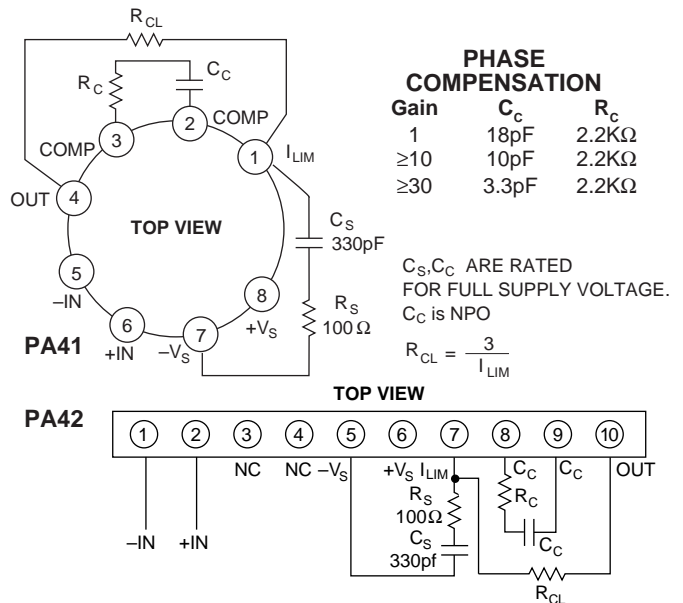 R_CL
R_C
C_C
COMP
COMP
3
2
1
I_LIM
4
OUT
TOP VIEW
C_S
330pF
5
–IN
8
+V_S
R_S
100Ω
6
+IN
7
–V_S
PA41
PHASE
COMPENSATION
Gain C_c R_c
1 18pF 2.2KΩ
≥10 10pF 2.2KΩ
≥30 3.3pF 2.2KΩ
C_S,C_C ARE RATED
FOR FULL SUPPLY VOLTAGE.
C_C is NPO
R_CL = 3 / I_LIM
TOP VIEW
PA42
1 2 3 4 5 6 7 8 9 10
NC NC –V_S +V_S I_LIM C_C C_C OUT
R_S
100Ω
R_C
C_S
330pf
C_C
–IN +IN
R_CL